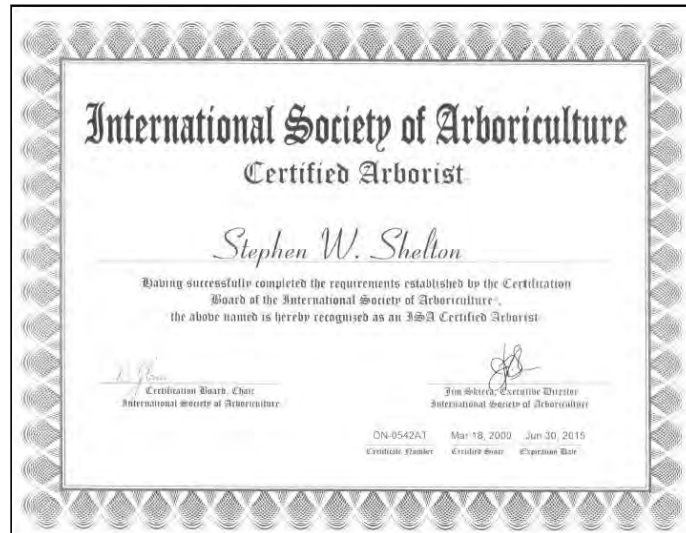 International Society of Arboriculture
Certified Arborist
Stephen W. Shelton
Having successfully completed the requirements established by the Certification
Board of the International Society of Arboriculture,
the above named is hereby recognized as an ISA Certified Arborist
Certification Board, Chair
International Society of Arboriculture
Jim Skiera, Executive Director
International Society of Arboriculture
ON-0542AT Mar 18, 2000 Jun 30, 2015
Certificate Number Certified Since Expiration Date